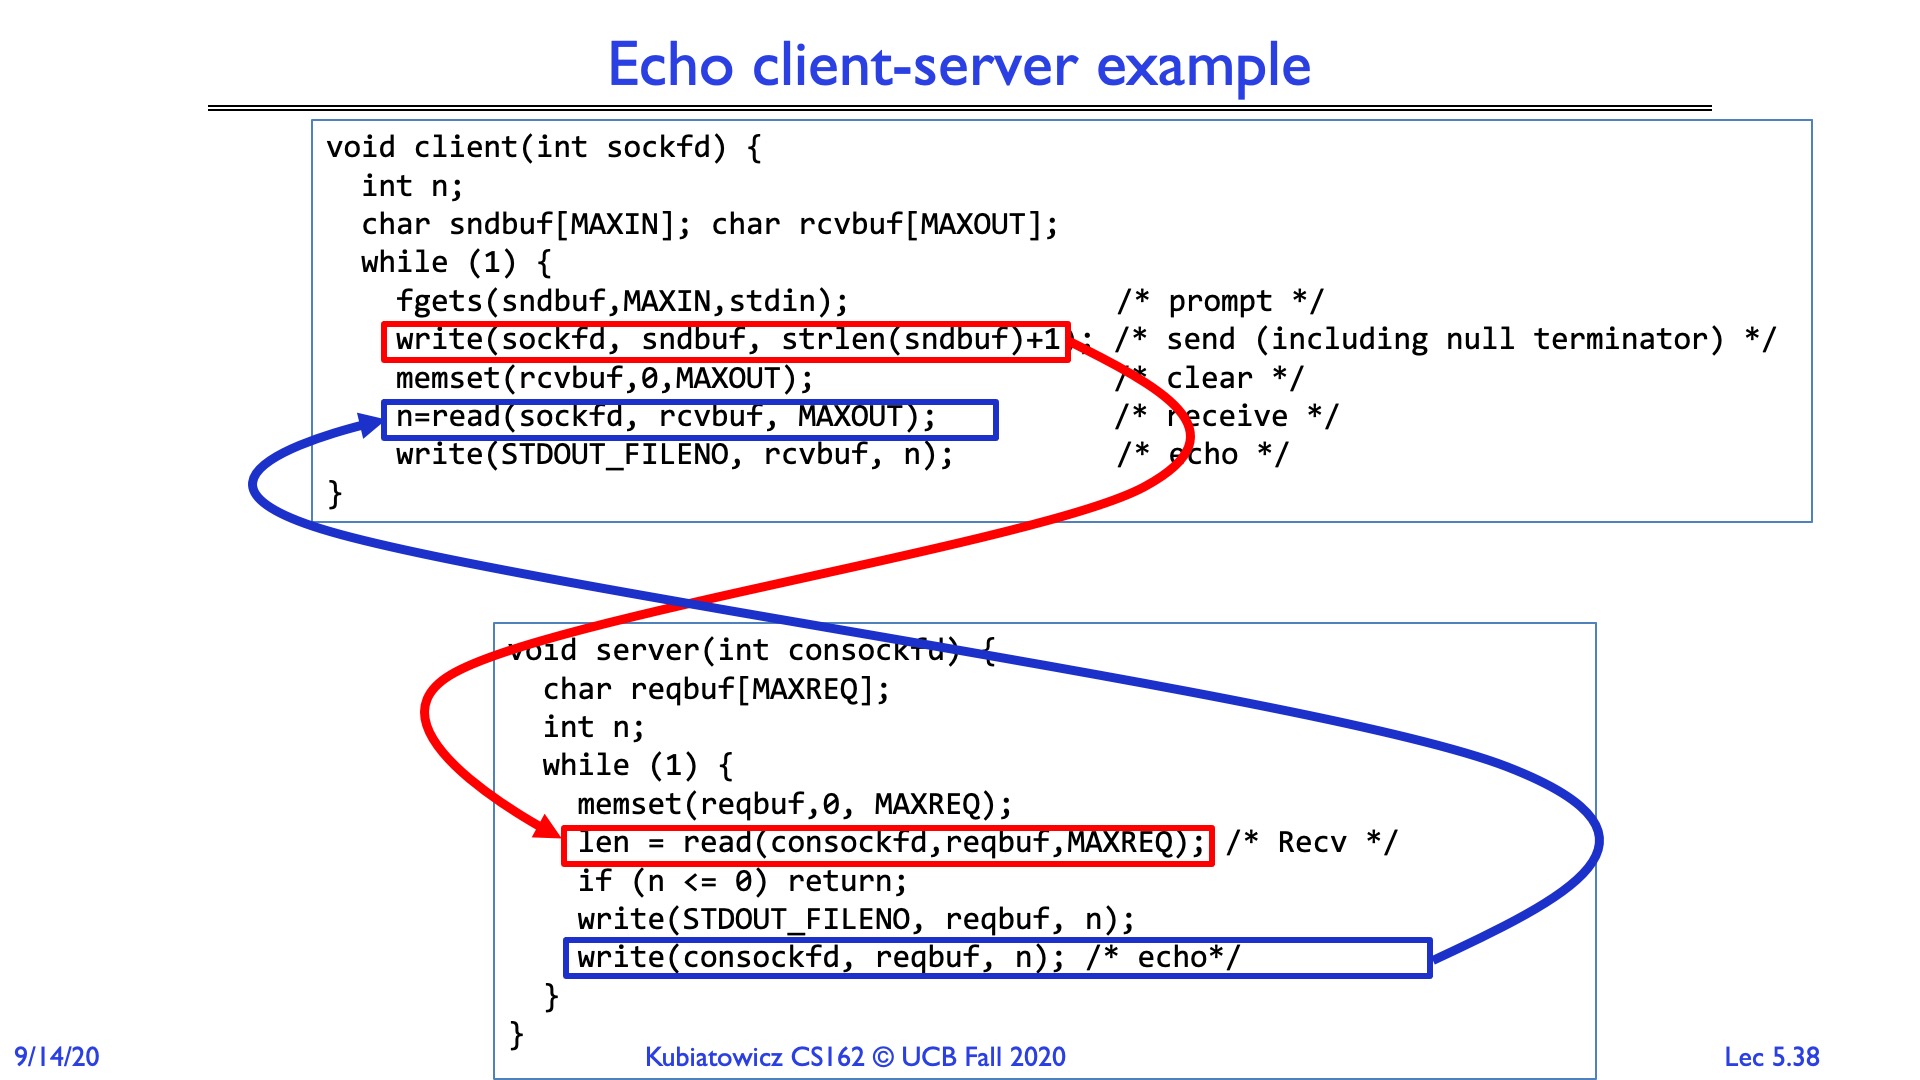 Echo client-server example
void client(int sockfd) {
  int n;
  char sndbuf[MAXIN]; char rcvbuf[MAXOUT];
  while (1) {
    fgets(sndbuf,MAXIN,stdin); /* prompt */
    write(sockfd, sndbuf, strlen(sndbuf)+1); /* send (including null terminator) */
    memset(rcvbuf,0,MAXOUT); /* clear */
    n=read(sockfd, rcvbuf, MAXOUT); /* receive */
    write(STDOUT_FILENO, rcvbuf, n); /* echo */
}
void server(int consockfd) {
  char reqbuf[MAXREQ];
  int n;
  while (1) {
    memset(reqbuf,0, MAXREQ);
    len = read(consockfd,reqbuf,MAXREQ); /* Recv */
    if (n <= 0) return;
    write(STDOUT_FILENO, reqbuf, n);
    write(consockfd, reqbuf, n); /* echo*/
  }
}
9/14/20 Kubiatowicz CS162 © UCB Fall 2020 Lec 5.38